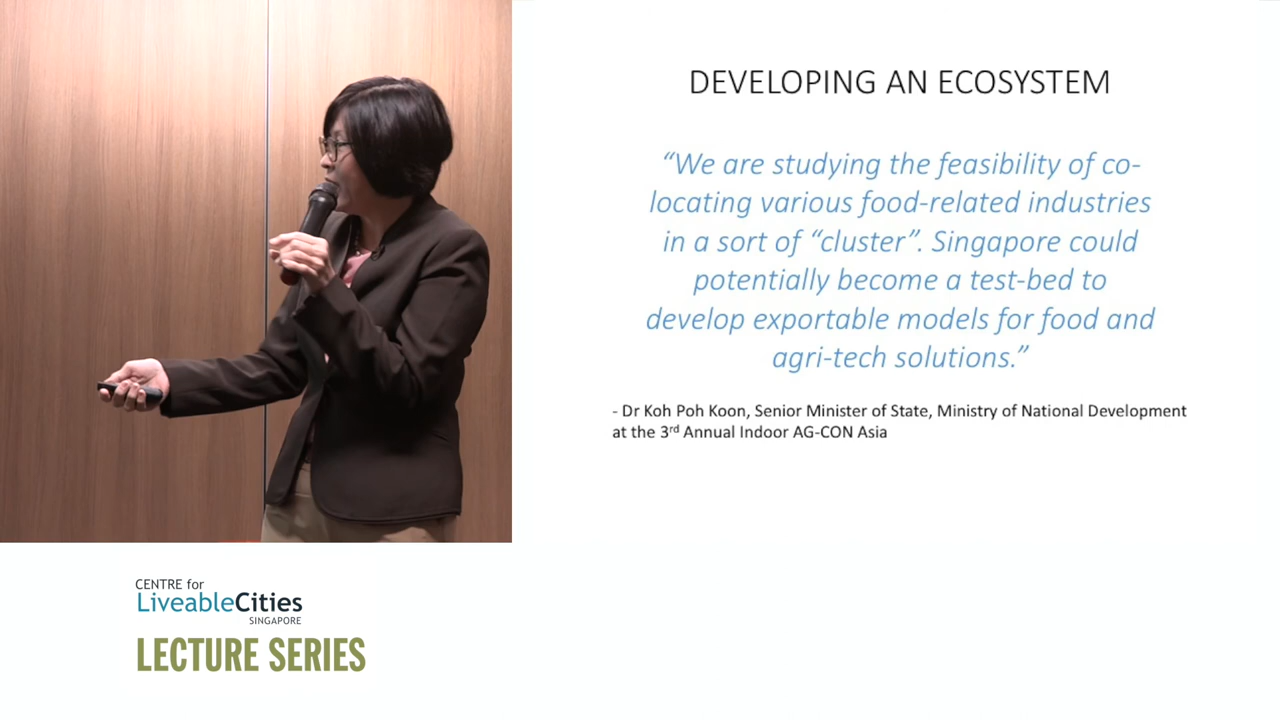 DEVELOPING AN ECOSYSTEM
“We are studying the feasibility of co-
locating various food-related industries
in a sort of “cluster”. Singapore could
potentially become a test-bed to
develop exportable models for food and
agri-tech solutions.”
- Dr Koh Poh Koon, Senior Minister of State, Ministry of National Development
at the 3rd Annual Indoor AG-CON Asia
CENTRE for
LiveableCities
SINGAPORE
LECTURE SERIES